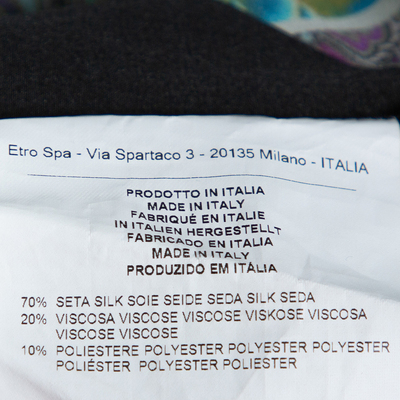 Etro Spa - Via Spartaco 3 - 20135 Milano - ITALIA
PRODOTTO IN ITALIA
MADE IN ITALY
FABRIQUÉ EN ITALIE
IN ITALIEN HERGESTELLT
FABRICADO EN ITALIA
MADE IN ITALY
PRODUZIDO EM ITÀLIA
70% SETA SILK SOIE SEIDE SEDA SILK SEDA
20% VISCOSA VISCOSE VISCOSE VISKOSE VISCOSA
VISCOSE VISCOSE
10% POLIESTERE POLYESTER POLYESTER POLYESTER
POLIÉSTER POLYESTER POLIESTER